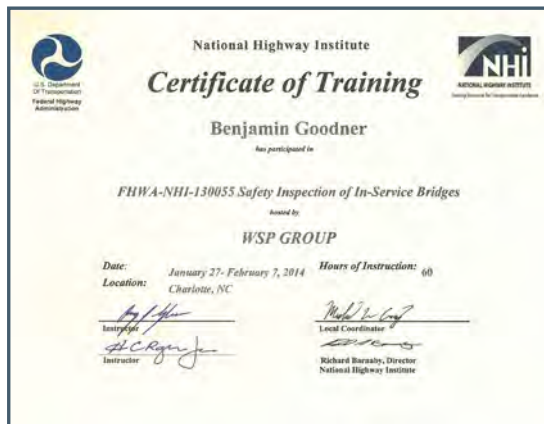 National Highway Institute
Certificate of Training
U.S. Department
Of Transportation
Federal Highway
Administration
NHI
NATIONAL HIGHWAY INSTITUTE
Benjamin Goodner
has participated in
FHWA-NHI-130055 Safety Inspection of In-Service Bridges
hosted by
WSP GROUP
Date: January 27- February 7, 2014 Hours of Instruction: 60
Location: Charlotte, NC
Instructor Local Coordinator
Instructor Richard Barnaby, Director
National Highway Institute